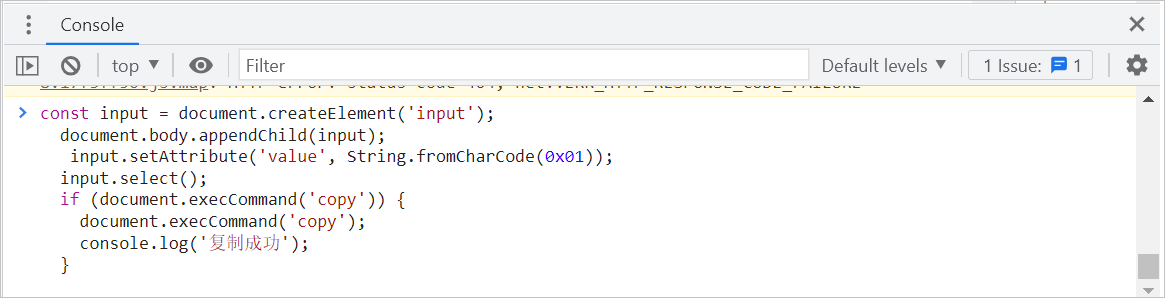 Console
top ▼ Filter Default levels ▼ 1 Issue: 1
const input = document.createElement('input');
document.body.appendChild(input);
input.setAttribute('value', String.fromCharCode(0x01));
input.select();
if (document.execCommand('copy')) {
document.execCommand('copy');
console.log('复制成功');
}